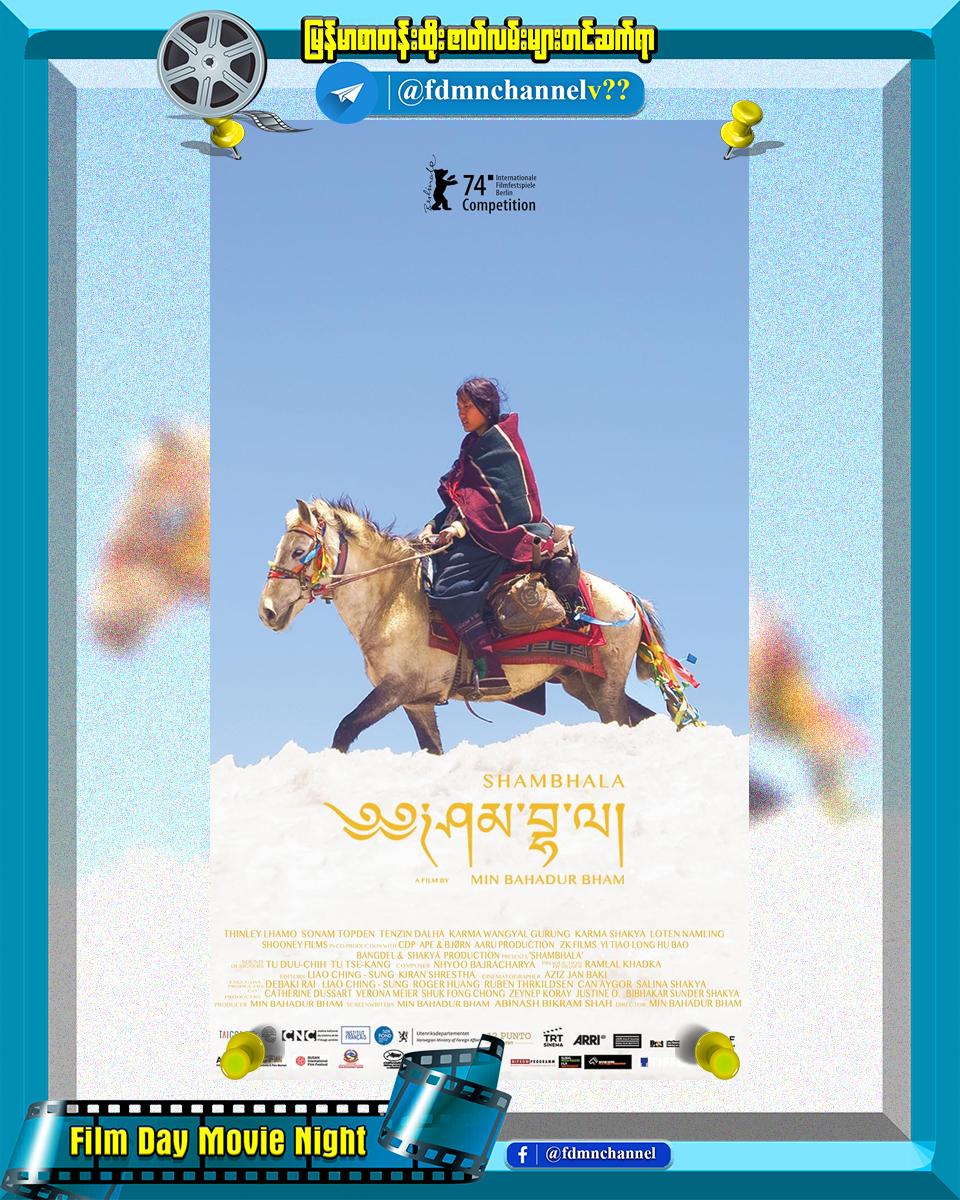 မြန်မာစာတန်းထိုးဇာတ်လမ်းများတင်ဆက်ရာ
@fdmnchannelv??
74 Internationale
Filmfestspiele
Berlin
Competition
SHAMBHALA
༄༅། ཤམ་བྷ་ལ།
A FILM BY MIN BAHADUR BHAM
THINLEY LHAMO SONAM TOPDEN TENZIN DALHA KARMA WANGYAL GURUNG KARMA SHAKYA LOTEN NAMLING
SHOONEY FILMS IN CO-PRODUCTION WITH CDP APE & BJØRN AARU PRODUCTION ZK FILMS YI TIAO LONG HU BAO
BANGDEL & SHAKYA PRODUCTION PRESENTS 'SHAMBHALA'
TU DUU-CHIH TU TSE-KANG COMPOSER NHYOO BAJRACHARYA RAMLAL KHADKA
EDITORS LIAO CHING - SUNG KIRAN SHRESTHA CINEMATOGRAPHER AZIZ JAN BAKI
DEBAKI RAI LIAO CHING - SUNG ROGER HUANG RUBEN THRKILDSEN CAN AYGOR SALINA SHAKYA
PRODUCERS CATHERINE DUSSART VERONA MEIER SHUK FONG CHONG ZEYNEP KORAY JUSTINE O. BIBHAKAR SUNDER SHAKYA
PRODUCER MIN BAHADUR BHAM SCREENWRITERS MIN BAHADUR BHAM ABINASH BIKRAM SHAH DIRECTOR MIN BAHADUR BHAM
CNC INSTITUT FRANÇAIS Utenriksdepartementet PUNTO TRT SINEMA ARRI
Film Day Movie Night
@fdmnchannel